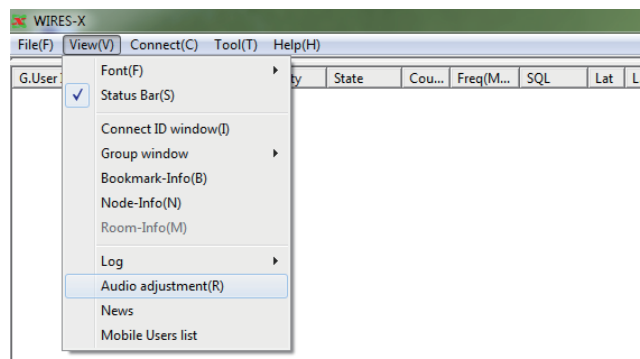 WIRES-X
File(F) View(V) Connect(C) Tool(T) Help(H)
G.User ty State Cou... Freq(M... SQL Lat L
Font(F)
Status Bar(S)
Connect ID window(I)
Group window
Bookmark-Info(B)
Node-Info(N)
Room-Info(M)
Log
Audio adjustment(R)
News
Mobile Users list